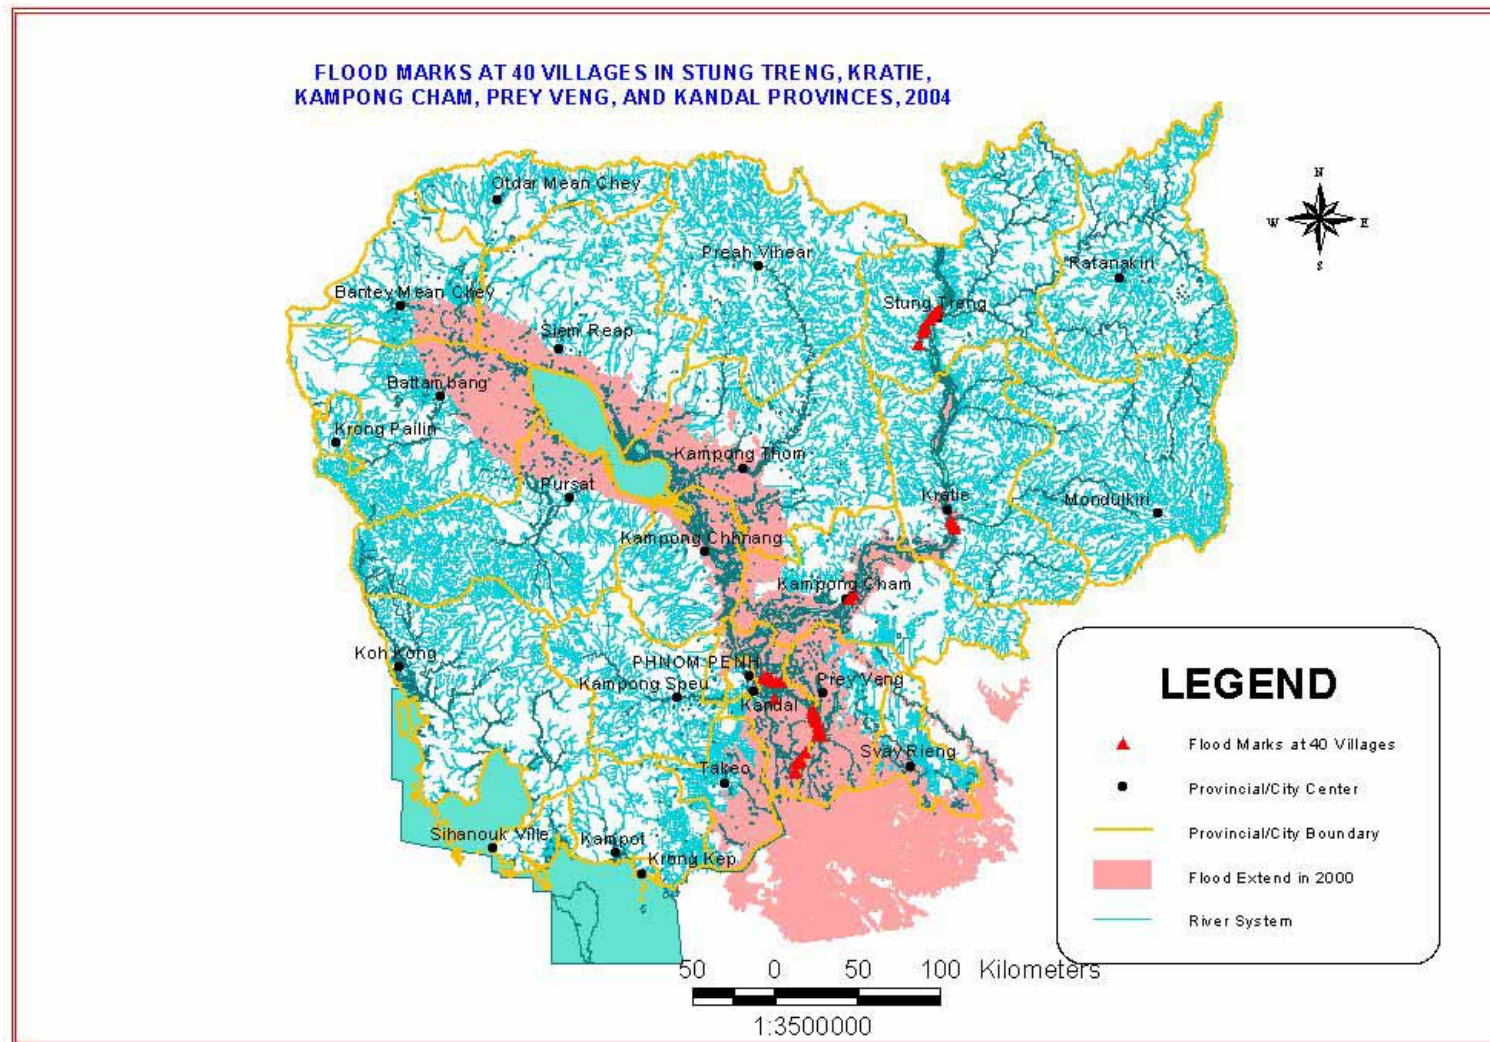 FLOOD MARKS AT 40 VILLAGES IN STUNG TRENG, KRATIE,
KAMPONG CHAM, PREY VENG, AND KANDAL PROVINCES, 2004
Otdar Mean Chey
Preah Vihear
Ratanakiri
Bantey Mean Chey
Stung Treng
Siem Reap
Battambang
Krong Pailin
Kampong Thom
Pursat
Kratie
Mondulkiri
Kampong Chhnang
Kampong Cham
Koh Kong
PHNOM PENH
Kampong Speu
Prey Veng
Kandal
Svay Rieng
Takeo
Sihanouk Ville
Kampot
Krong Kep
N
W
E
S
LEGEND
Flood Marks at 40 Villages
Provincial/City Center
Provincial/City Boundary
Flood Extend in 2000
River System
50 0 50 100 Kilometers
1:3500000